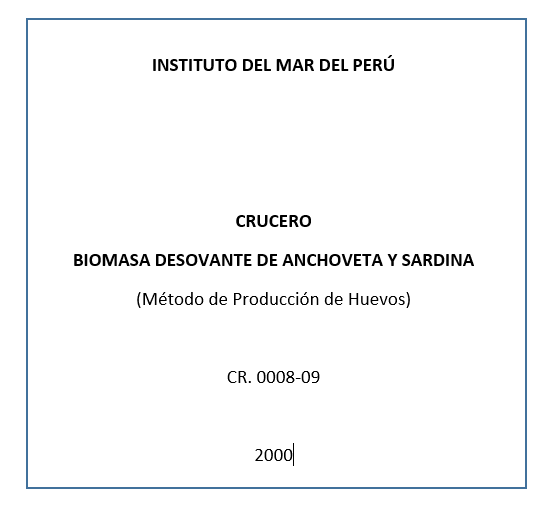 INSTITUTO DEL MAR DEL PERÚ
CRUCERO
BIOMASA DESOVANTE DE ANCHOVETA Y SARDINA
(Método de Producción de Huevos)
CR. 0008-09
2000